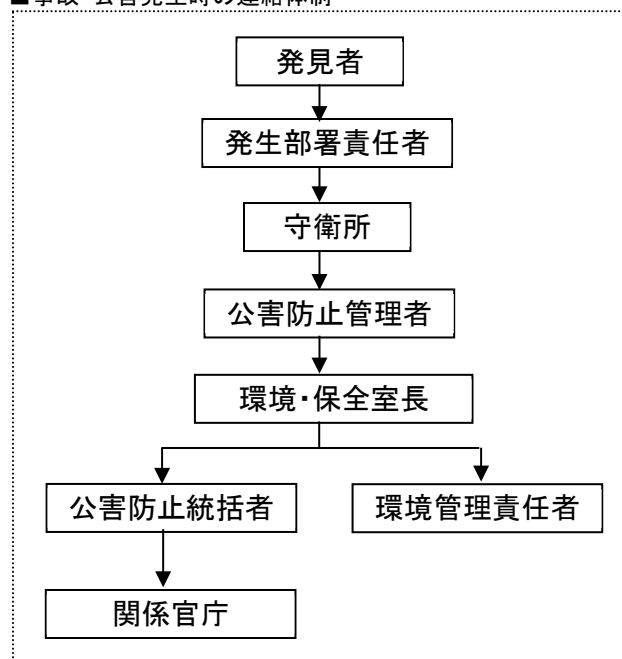 発見者
発生部署責任者
守衛所
公害防止管理者
環境・保全室長
公害防止統括者
環境管理責任者
関係官庁